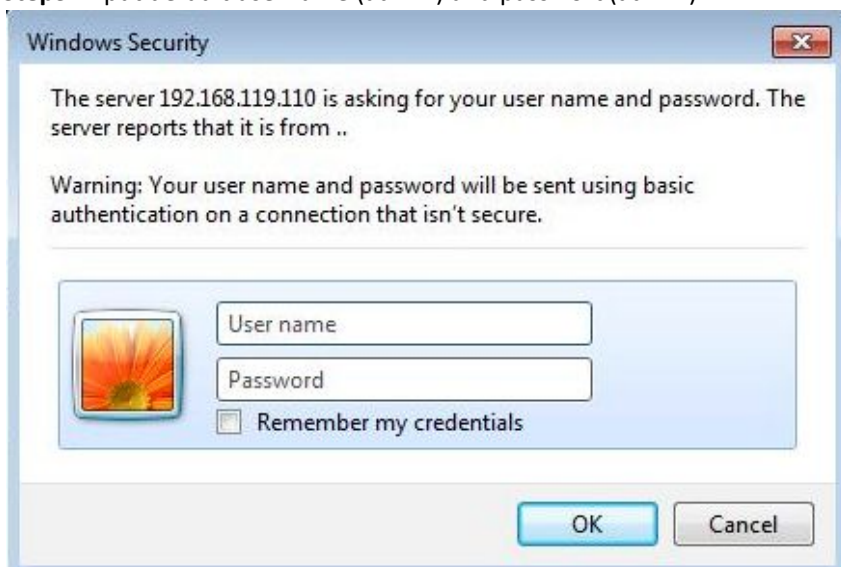 Windows Security
The server 192.168.119.110 is asking for your user name and password. The
server reports that it is from ..
Warning: Your user name and password will be sent using basic
authentication on a connection that isn't secure.
User name
Password
Remember my credentials
OK
Cancel